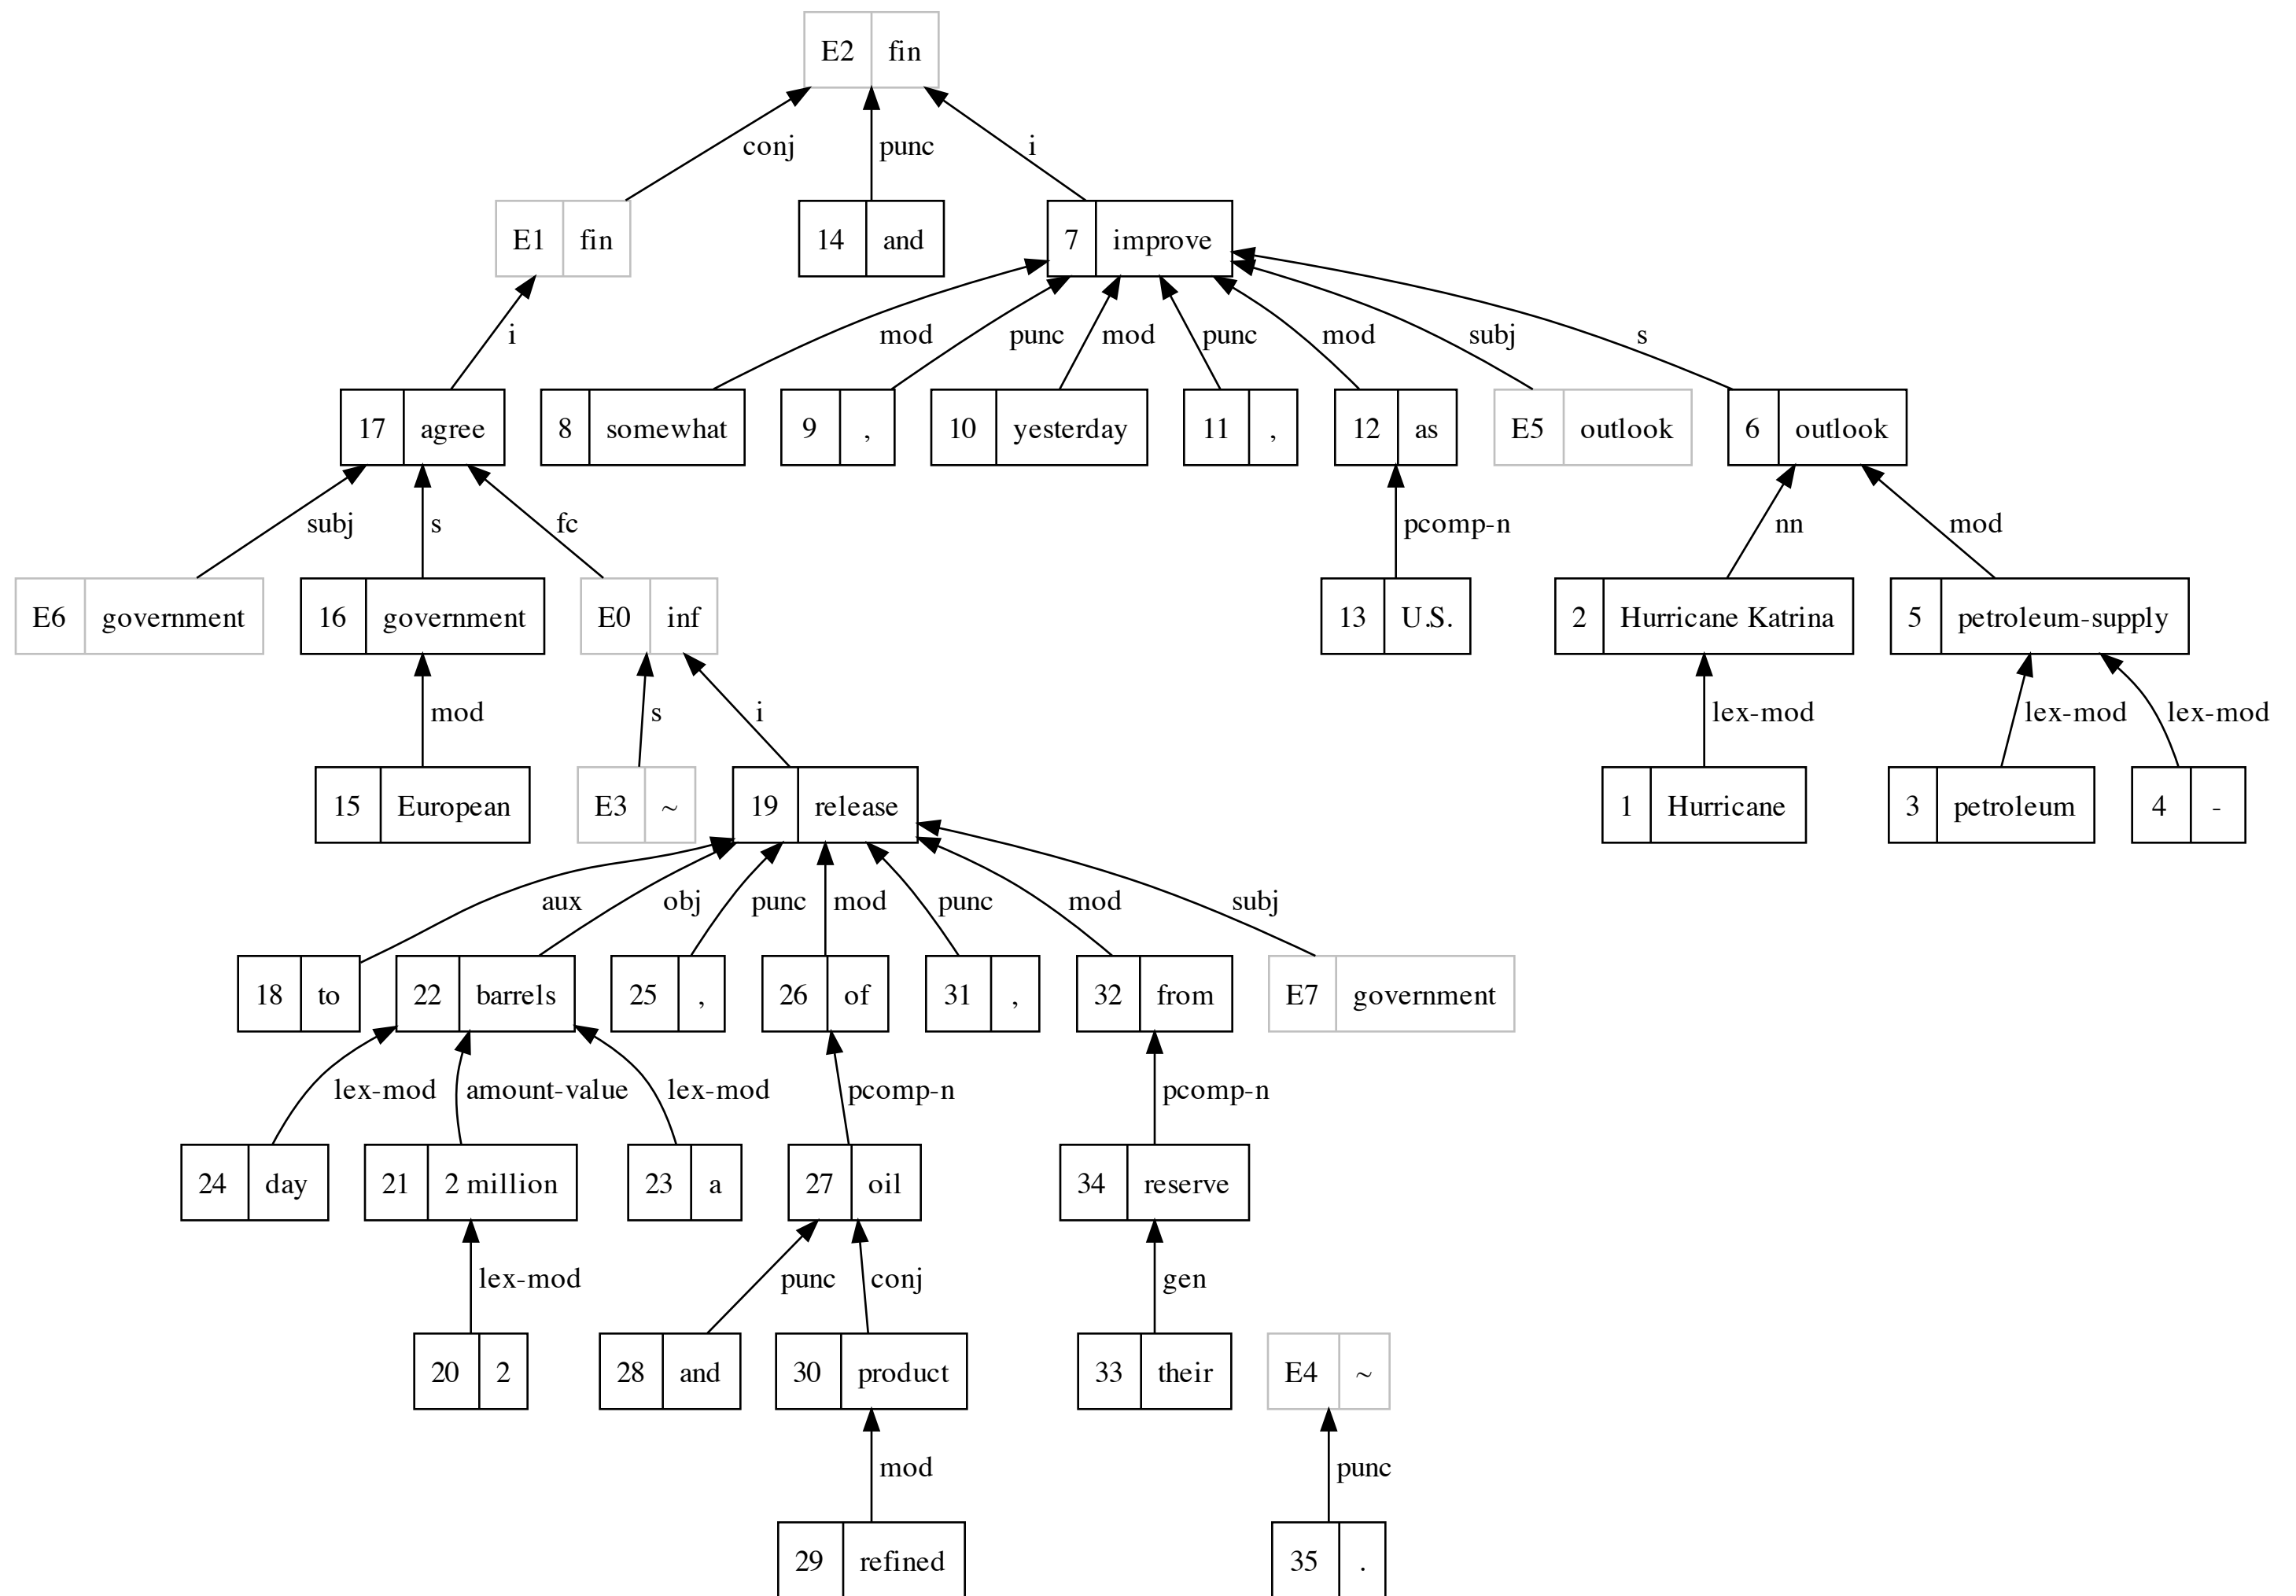 E2 fin
conj punc i
E1 fin 14 and 7 improve
i mod punc mod punc mod subj s
17 agree 8 somewhat 9 , 10 yesterday 11 , 12 as E5 outlook 6 outlook
subj s fc pcomp-n nn mod
E6 government 16 government E0 inf 13 U.S. 2 Hurricane Katrina 5 petroleum-supply
mod s i lex-mod lex-mod lex-mod
15 European E3 ~ 19 release 1 Hurricane 3 petroleum 4 -
aux obj punc mod punc mod subj
18 to 22 barrels 25 , 26 of 31 , 32 from E7 government
lex-mod amount-value lex-mod pcomp-n pcomp-n
24 day 21 2 million 23 a 27 oil 34 reserve
lex-mod punc conj gen
20 2 28 and 30 product 33 their E4 ~
mod punc
29 refined 35 .